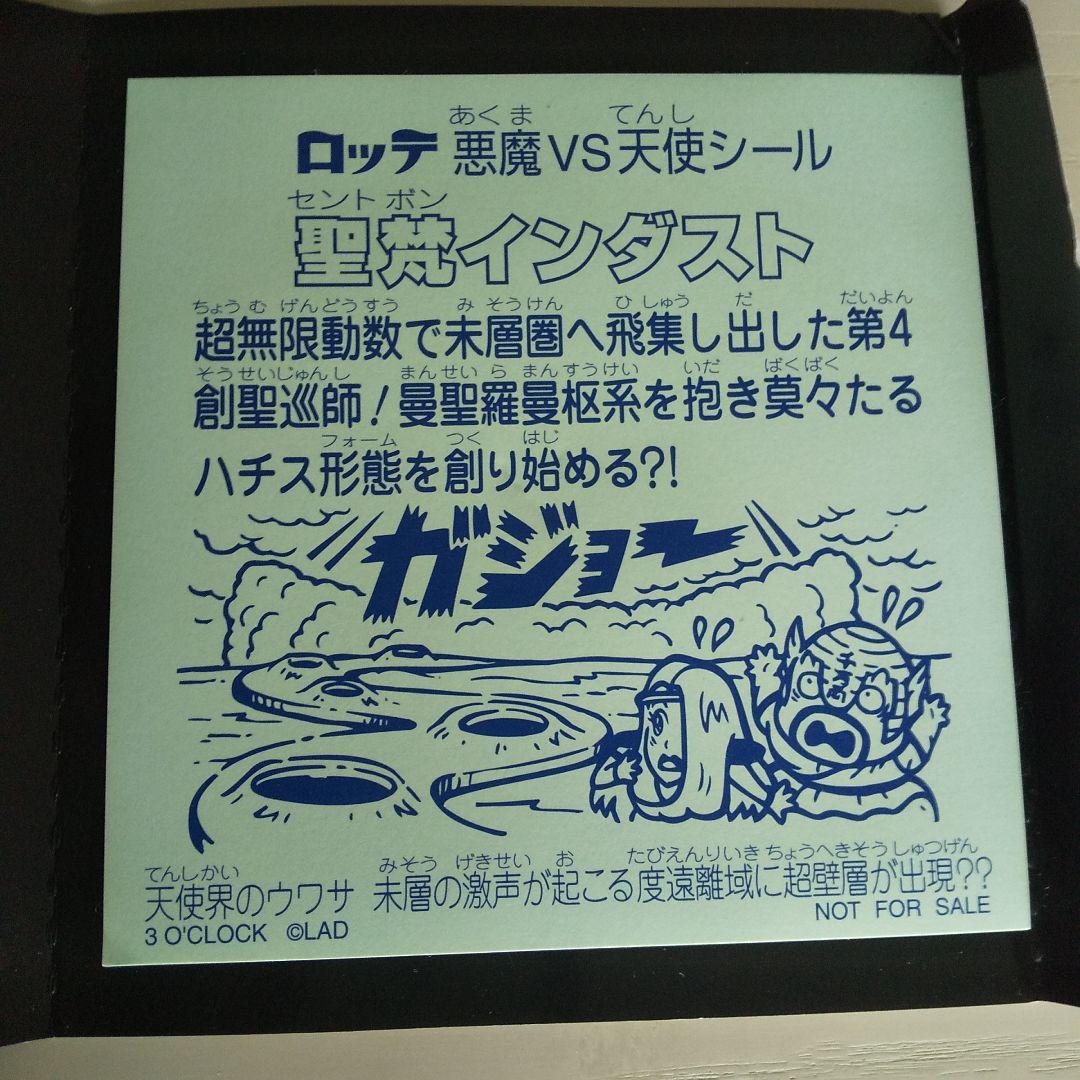 あくま てんし
ロッテ 悪魔VS天使シール
セント ボン
聖梵インダスト
ちょう む げんどうすう み そうけん ひ しゅう だ だいよん
超無限動数で未層圏へ飛集し出した第4
そうせいじゅんし まんせい ら まんすうけい いだ ばくばく
創聖巡師!曼聖羅曼枢系を抱き莫々たる
フォーム つく はじ
ハチス形態を創り始める?!
ガジョー
てんしかい みそう げきせい お たびえんりいき ちょうへきそう しゅつげん
天使界のウワサ 未層の激声が起こる度遠離域に超壁層が出現??
3 O'CLOCK ©LAD NOT FOR SALE